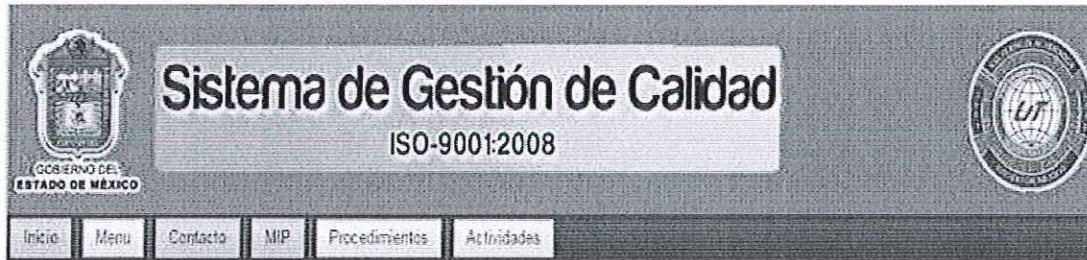 Sistema de Gestión de Calidad
ISO-9001:2008
GOBIERNO DEL
ESTADO DE MÉXICO
UT
Inicio
Menu
Contacto
MIP
Procedimientos
Actividades